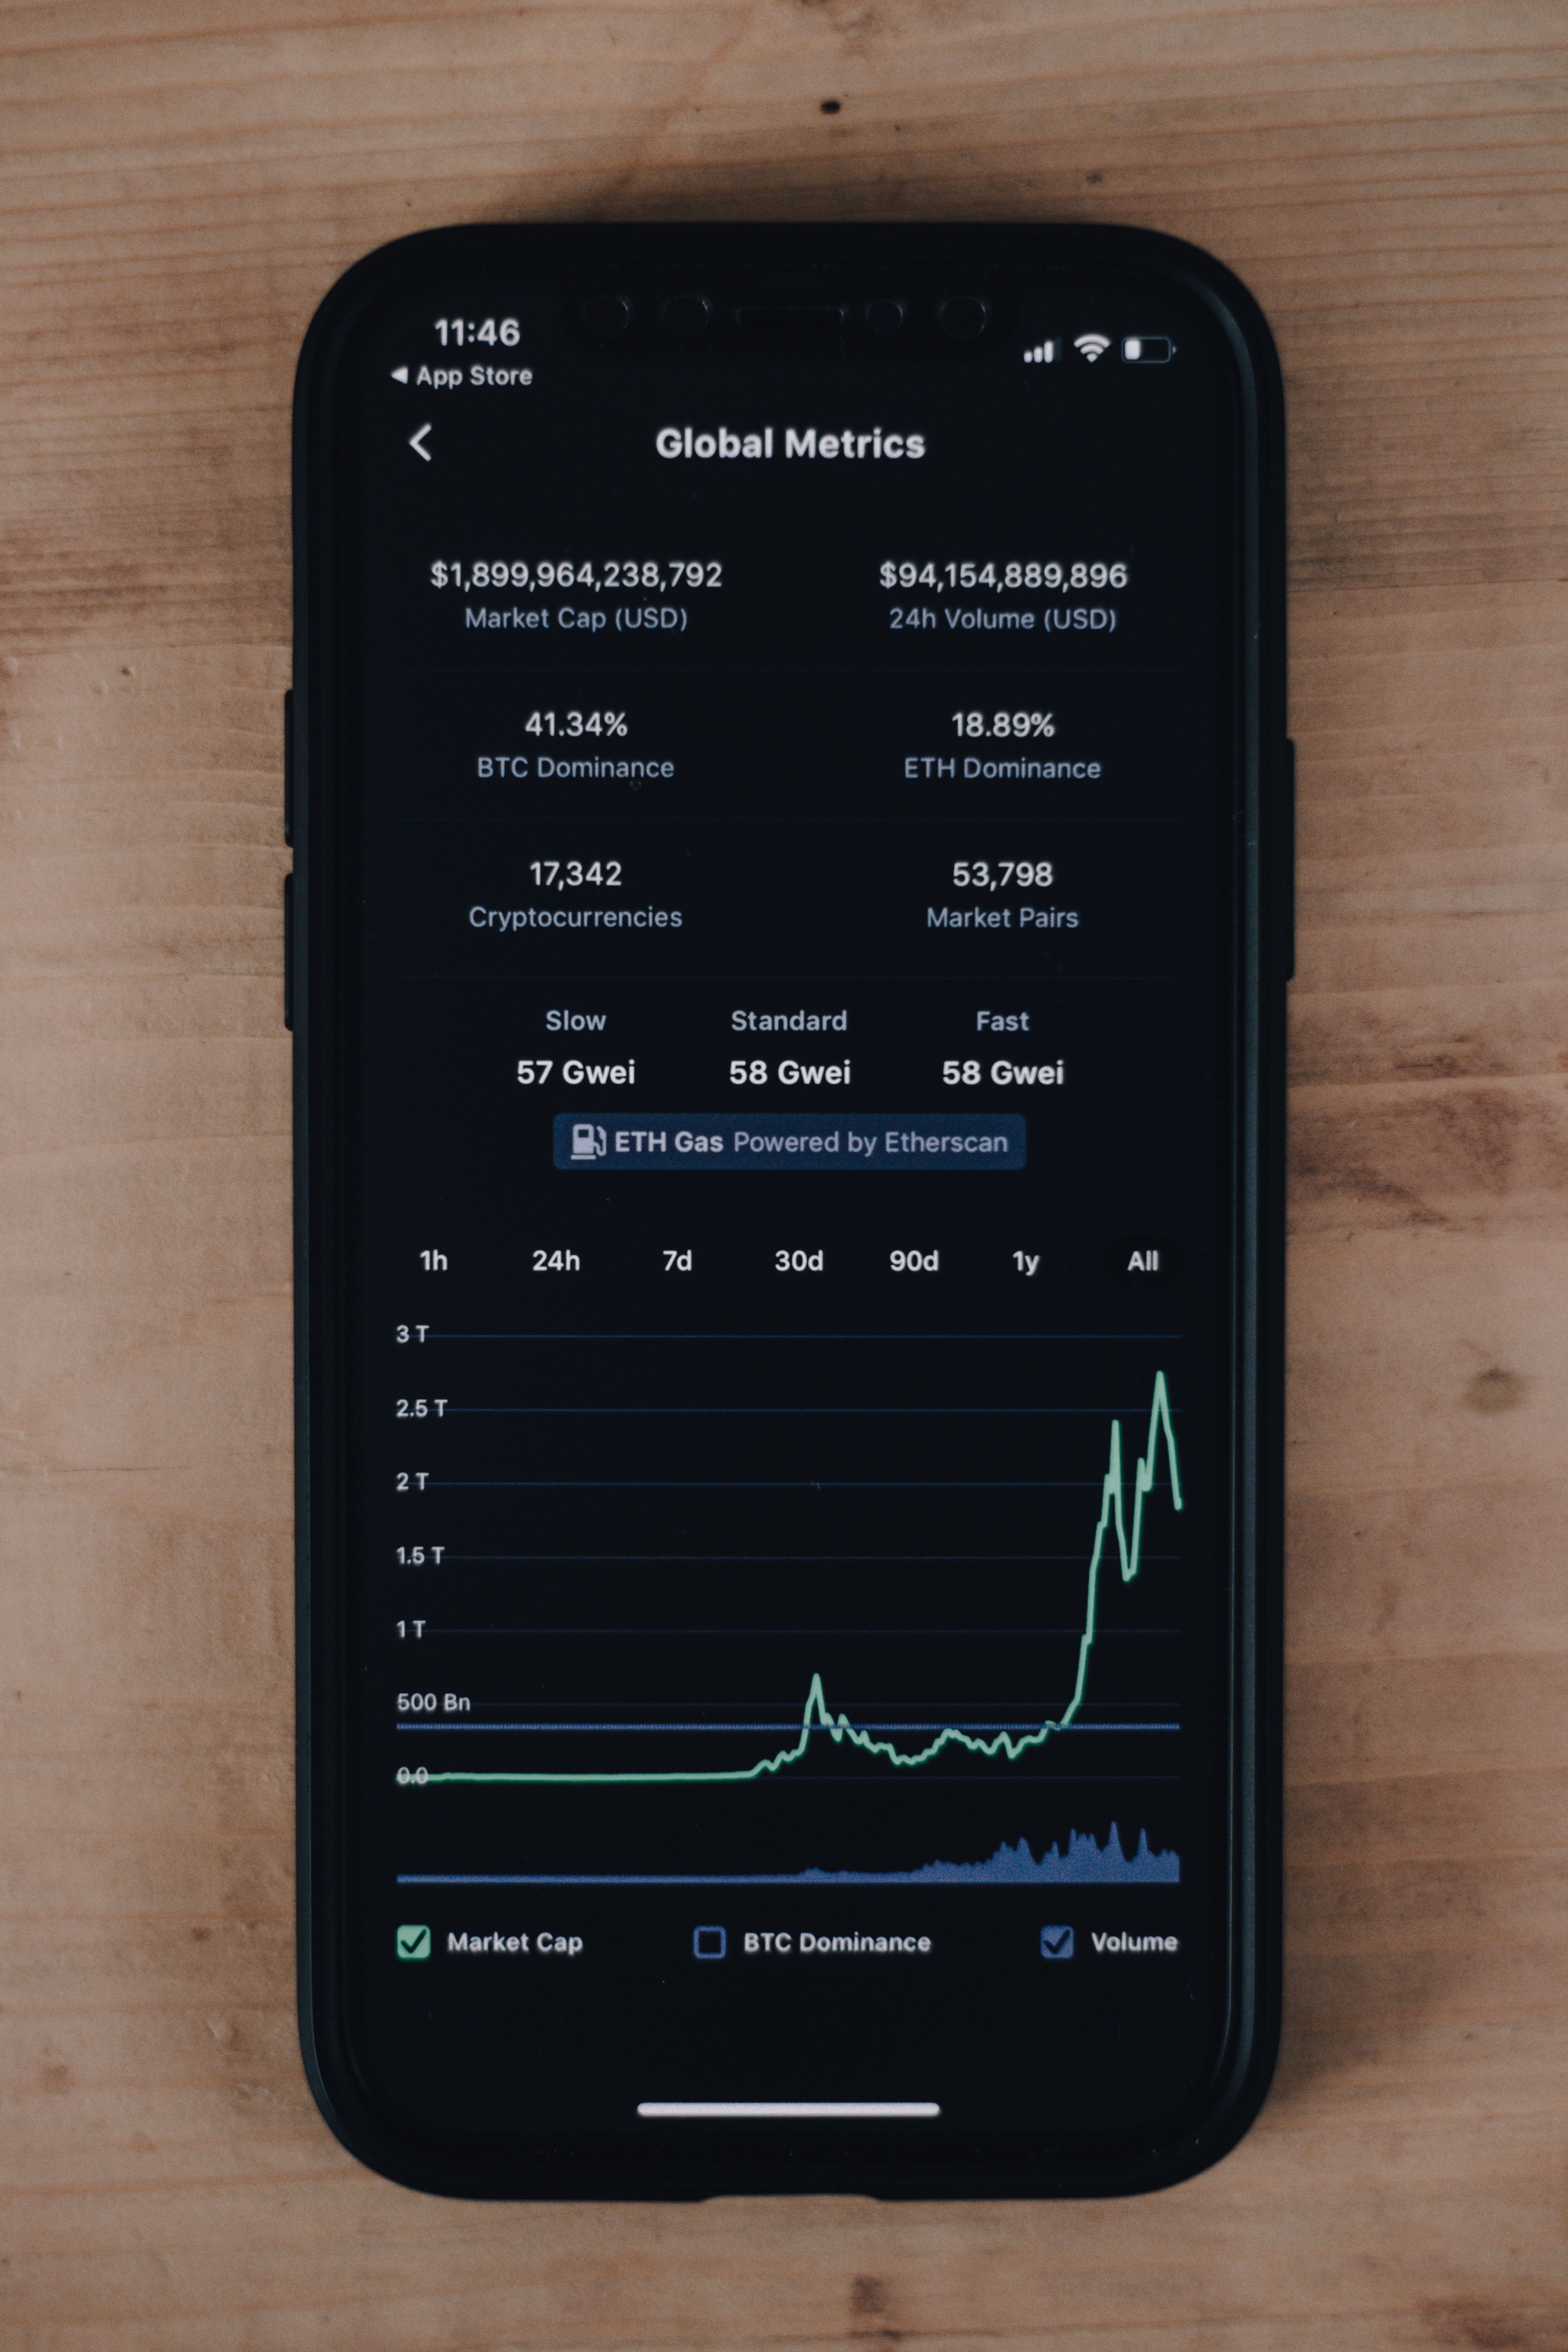 11:46
App Store
Global Metrics
$1,899,964,238,792 $94,154,889,896
Market Cap (USD) 24h Volume (USD)
41.34% 18.89%
BTC Dominance ETH Dominance
17,342 53,798
Cryptocurrencies Market Pairs
Slow Standard Fast
57 Gwei 58 Gwei 58 Gwei
ETH Gas Powered by Etherscan
1h 24h 7d 30d 90d 1y All
3 T
2.5 T
2 T
1.5 T
1 T
500 Bn
0.0
Market Cap BTC Dominance Volume